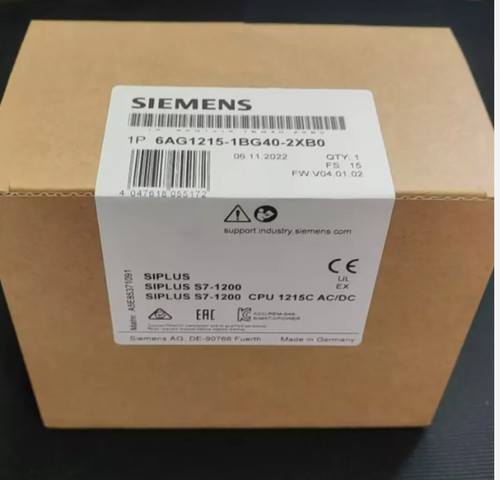 SIEMENS
1P 6AG1215-1BG40-2XB0
06.11.2022
QTY: 1
FS: 15
FW.V04.01.02
4 047618 055172
support.industry.siemens.com
SIPLUS
SIPLUS S7-1200
SIPLUS S7-1200 CPU 1215C AC/DC
CE
UL
EX
EAC
Siemens AG, DE-90766 Fuerth
Made in Germany